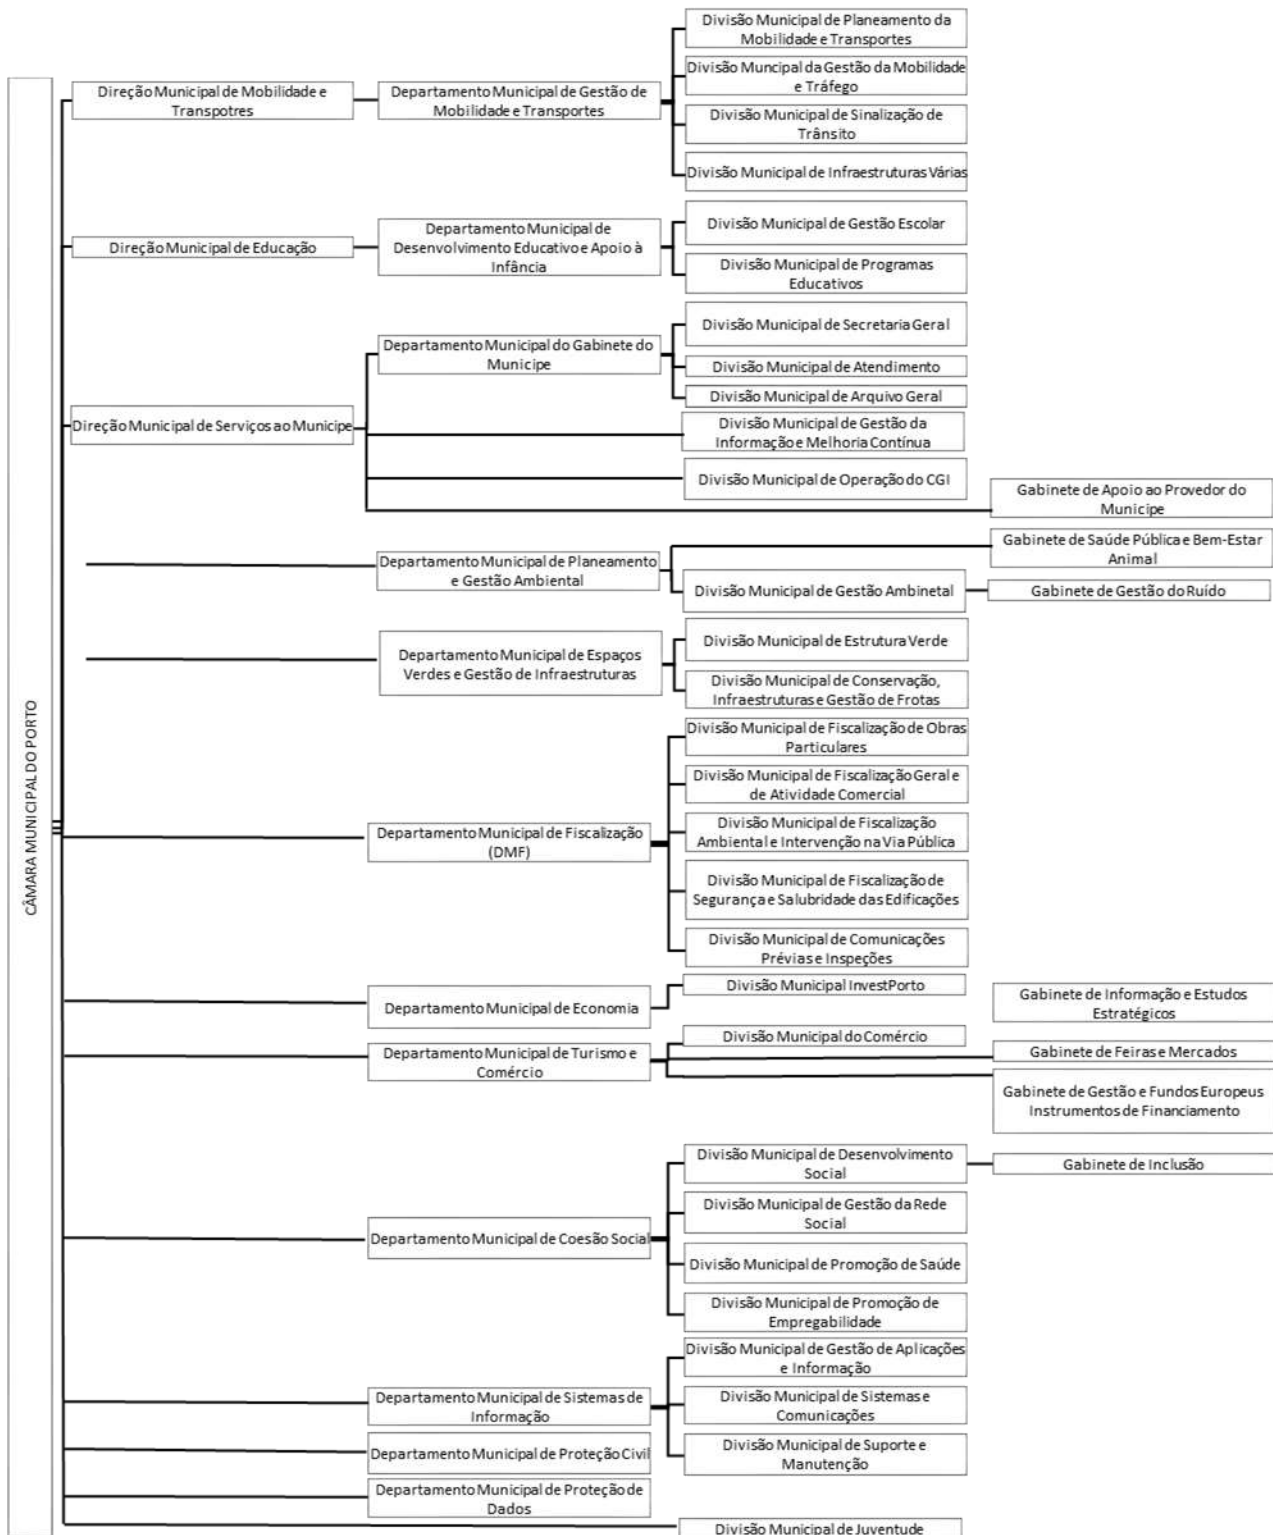 CÂMARA MUNICIPAL DO PORTO
Direção Municipal de Mobilidade e
Transpotres
Departamento Municipal de Gestão de
Mobilidade e Transportes
Divisão Municipal de Planeamento da
Mobilidade e Transportes
Divisão Muncipal da Gestão da Mobilidade
e Tráfego
Divisão Municipal de Sinalização de
Trânsito
Divisão Municipal de Infraestruturas Várias
Direção Municipal de Educação
Departamento Municipal de
Desenvolvimento Educativo e Apoio à
Infância
Divisão Municipal de Gestão Escolar
Divisão Municipal de Programas
Educativos
Direção Municipal de Serviços ao Municipe
Departamento Municipal do Gabinete do
Municipe
Divisão Municipal de Secretaria Geral
Divisão Municipal de Atendimento
Divisão Municipal de Arquivo Geral
Divisão Municipal de Gestão da
Informação e Melhoria Contínua
Divisão Municipal de Operação do CGI
Gabinete de Apoio ao Provedor do
Municipe
Departamento Municipal de Planeamento
e Gestão Ambiental
Gabinete de Saúde Pública e Bem-Estar
Animal
Divisão Municipal de Gestão Ambinetal
Gabinete de Gestão do Ruído
Departamento Municipal de Espaços
Verdes e Gestão de Infraestruturas
Divisão Municipal de Estrutura Verde
Divisão Municipal de Conservação,
Infraestruturas e Gestão de Frotas
Departamento Municipal de Fiscalização
(DMF)
Divisão Municipal de Fiscalização de Obras
Particulares
Divisão Municipal de Fiscalização Geral e
de Atividade Comercial
Divisão Municipal de Fiscalização
Ambiental e Intervenção na Via Pública
Divisão Municipal de Fiscalização de
Segurança e Salubridade das Edificações
Divisão Municipal de Comunicações
Prévias e Inspeções
Departamento Municipal de Economia
Divisão Municipal InvestPorto
Gabinete de Informação e Estudos
Estratégicos
Departamento Municipal de Turismo e
Comércio
Divisão Municipal do Comércio
Gabinete de Feiras e Mercados
Gabinete de Gestão e Fundos Europeus
Instrumentos de Financiamento
Departamento Municipal de Coesão Social
Divisão Municipal de Desenvolvimento
Social
Gabinete de Inclusão
Divisão Municipal de Gestão da Rede
Social
Divisão Municipal de Promoção de Saúde
Divisão Municipal de Promoção de
Empregabilidade
Departamento Municipal de Sistemas de
Informação
Divisão Municipal de Gestão de Aplicações
e Informação
Divisão Municipal de Sistemas e
Comunicações
Divisão Municipal de Suporte e
Manutenção
Departamento Municipal de Proteção Civil
Departamento Municipal de Proteção de
Dados
Divisão Municipal de Juventude